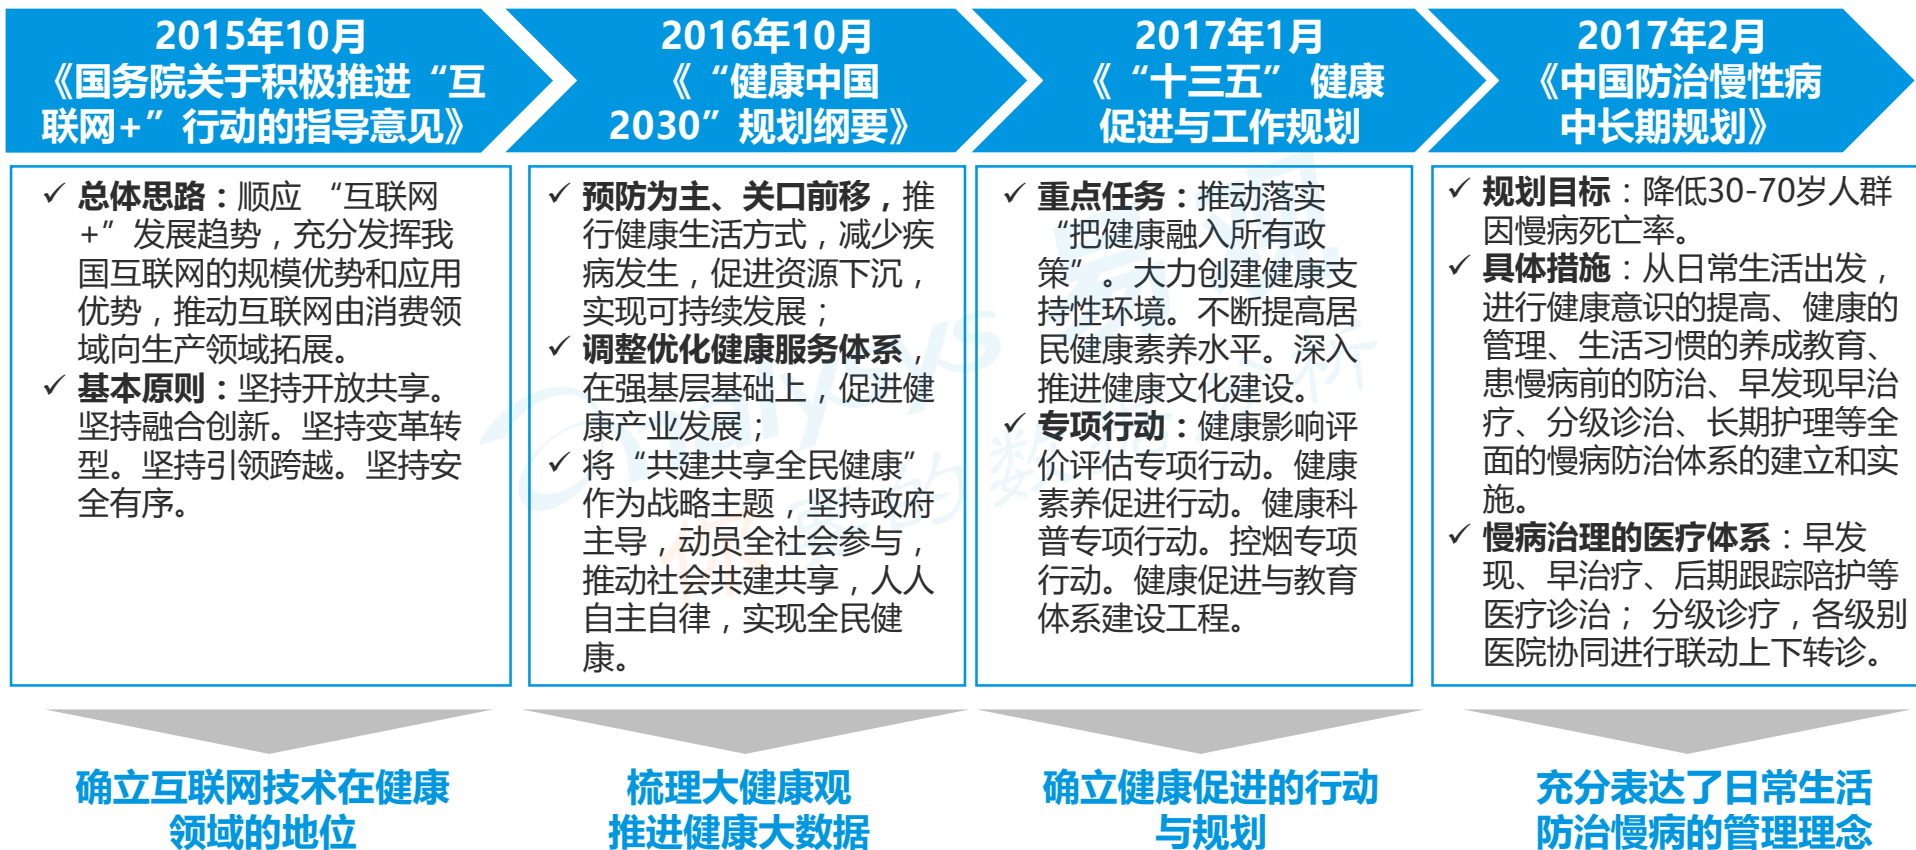 2015年10月
《国务院关于积极推进“互
联网+”行动的指导意见》
2016年10月
《“健康中国
2030”规划纲要》
2017年1月
《“十三五” 健康
促进与工作规划
2017年2月
《中国防治慢性病
中长期规划》
✓ 总体思路：顺应 “互联网
+”发展趋势，充分发挥我
国互联网的规模优势和应用
优势，推动互联网由消费领
域向生产领域拓展。
✓ 基本原则：坚持开放共享。
坚持融合创新。坚持变革转
型。坚持引领跨越。坚持安
全有序。
✓ 预防为主、关口前移，推
行健康生活方式，减少疾
病发生，促进资源下沉，
实现可持续发展；
✓ 调整优化健康服务体系，
在强基层基础上，促进健
康产业发展；
✓ 将“共建共享全民健康”
作为战略主题，坚持政府
主导，动员全社会参与，
推动社会共建共享，人人
自主自律，实现全民健
康。
✓ 重点任务：推动落实
“把健康融入所有政
策”。大力创建健康支
持性环境。不断提高居
民健康素养水平。深入
推进健康文化建设。
✓ 专项行动：健康影响评
价评估专项行动。健康
素养促进行动。健康科
普专项行动。控烟专项
行动。健康促进与教育
体系建设工程。
✓ 规划目标：降低30-70岁人群
因慢病死亡率。
✓ 具体措施：从日常生活出发，
进行健康意识的提高、健康的
管理、生活习惯的养成教育、
患慢病前的防治、早发现早治
疗、分级诊治、长期护理等全
面的慢病防治体系的建立和实
施。
✓ 慢病治理的医疗体系：早发
现、早治疗、后期跟踪陪护等
医疗诊治； 分级诊疗，各级别
医院协同进行联动上下转诊。
确立互联网技术在健康
领域的地位
梳理大健康观
推进健康大数据
确立健康促进的行动
与规划
充分表达了日常生活
防治慢病的管理理念
Analysys 易观
你要的数据分析